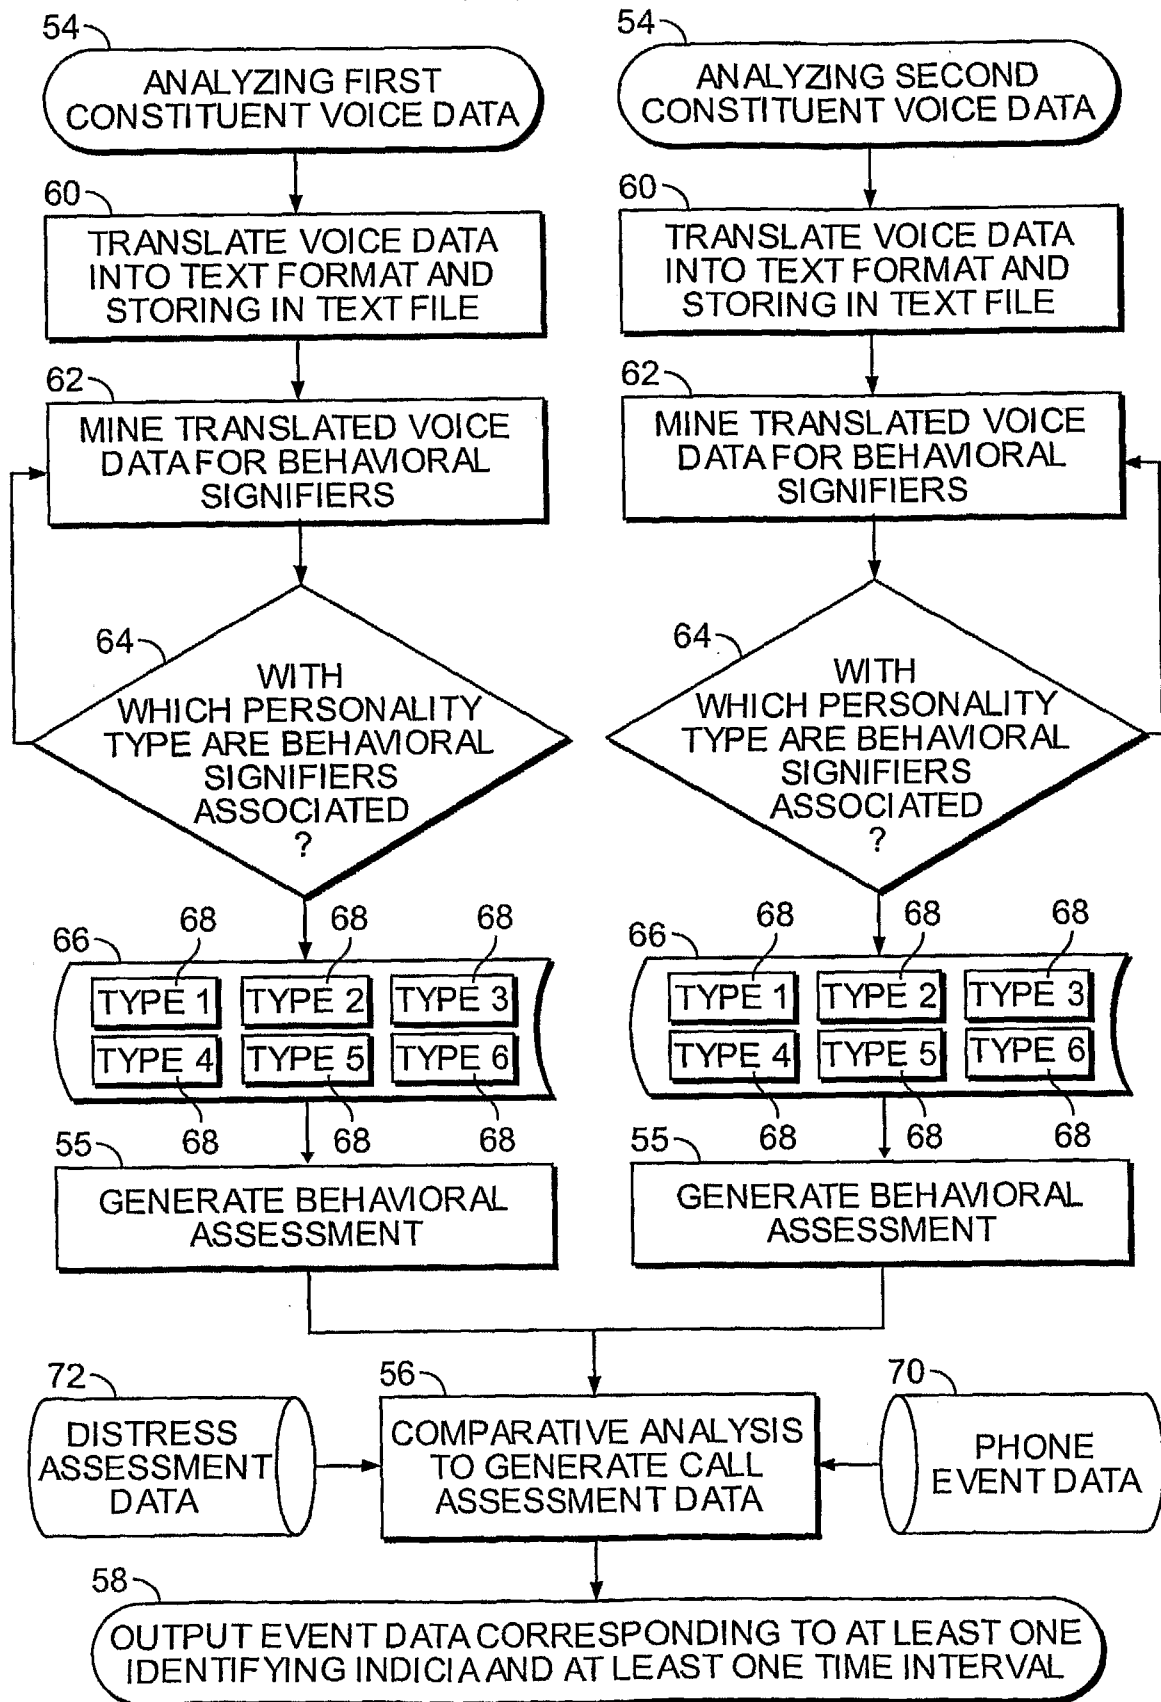 54
ANALYZING FIRST
CONSTITUENT VOICE DATA
60
TRANSLATE VOICE DATA
INTO TEXT FORMAT AND
STORING IN TEXT FILE
62
MINE TRANSLATED VOICE
DATA FOR BEHAVIORAL
SIGNIFIERS
64
WITH
WHICH PERSONALITY
TYPE ARE BEHAVIORAL
SIGNIFIERS
ASSOCIATED
?
66
68
68
68
TYPE 1
TYPE 2
TYPE 3
TYPE 4
TYPE 5
TYPE 6
68
68
68
55
GENERATE BEHAVIORAL
ASSESSMENT
54
ANALYZING SECOND
CONSTITUENT VOICE DATA
60
TRANSLATE VOICE DATA
INTO TEXT FORMAT AND
STORING IN TEXT FILE
62
MINE TRANSLATED VOICE
DATA FOR BEHAVIORAL
SIGNIFIERS
64
WITH
WHICH PERSONALITY
TYPE ARE BEHAVIORAL
SIGNIFIERS
ASSOCIATED
?
66
68
68
68
TYPE 1
TYPE 2
TYPE 3
TYPE 4
TYPE 5
TYPE 6
68
68
68
55
GENERATE BEHAVIORAL
ASSESSMENT
72
DISTRESS
ASSESSMENT
DATA
56
COMPARATIVE ANALYSIS
TO GENERATE CALL
ASSESSMENT DATA
70
PHONE
EVENT DATA
58
OUTPUT EVENT DATA CORRESPONDING TO AT LEAST ONE
IDENTIFYING INDICIA AND AT LEAST ONE TIME INTERVAL